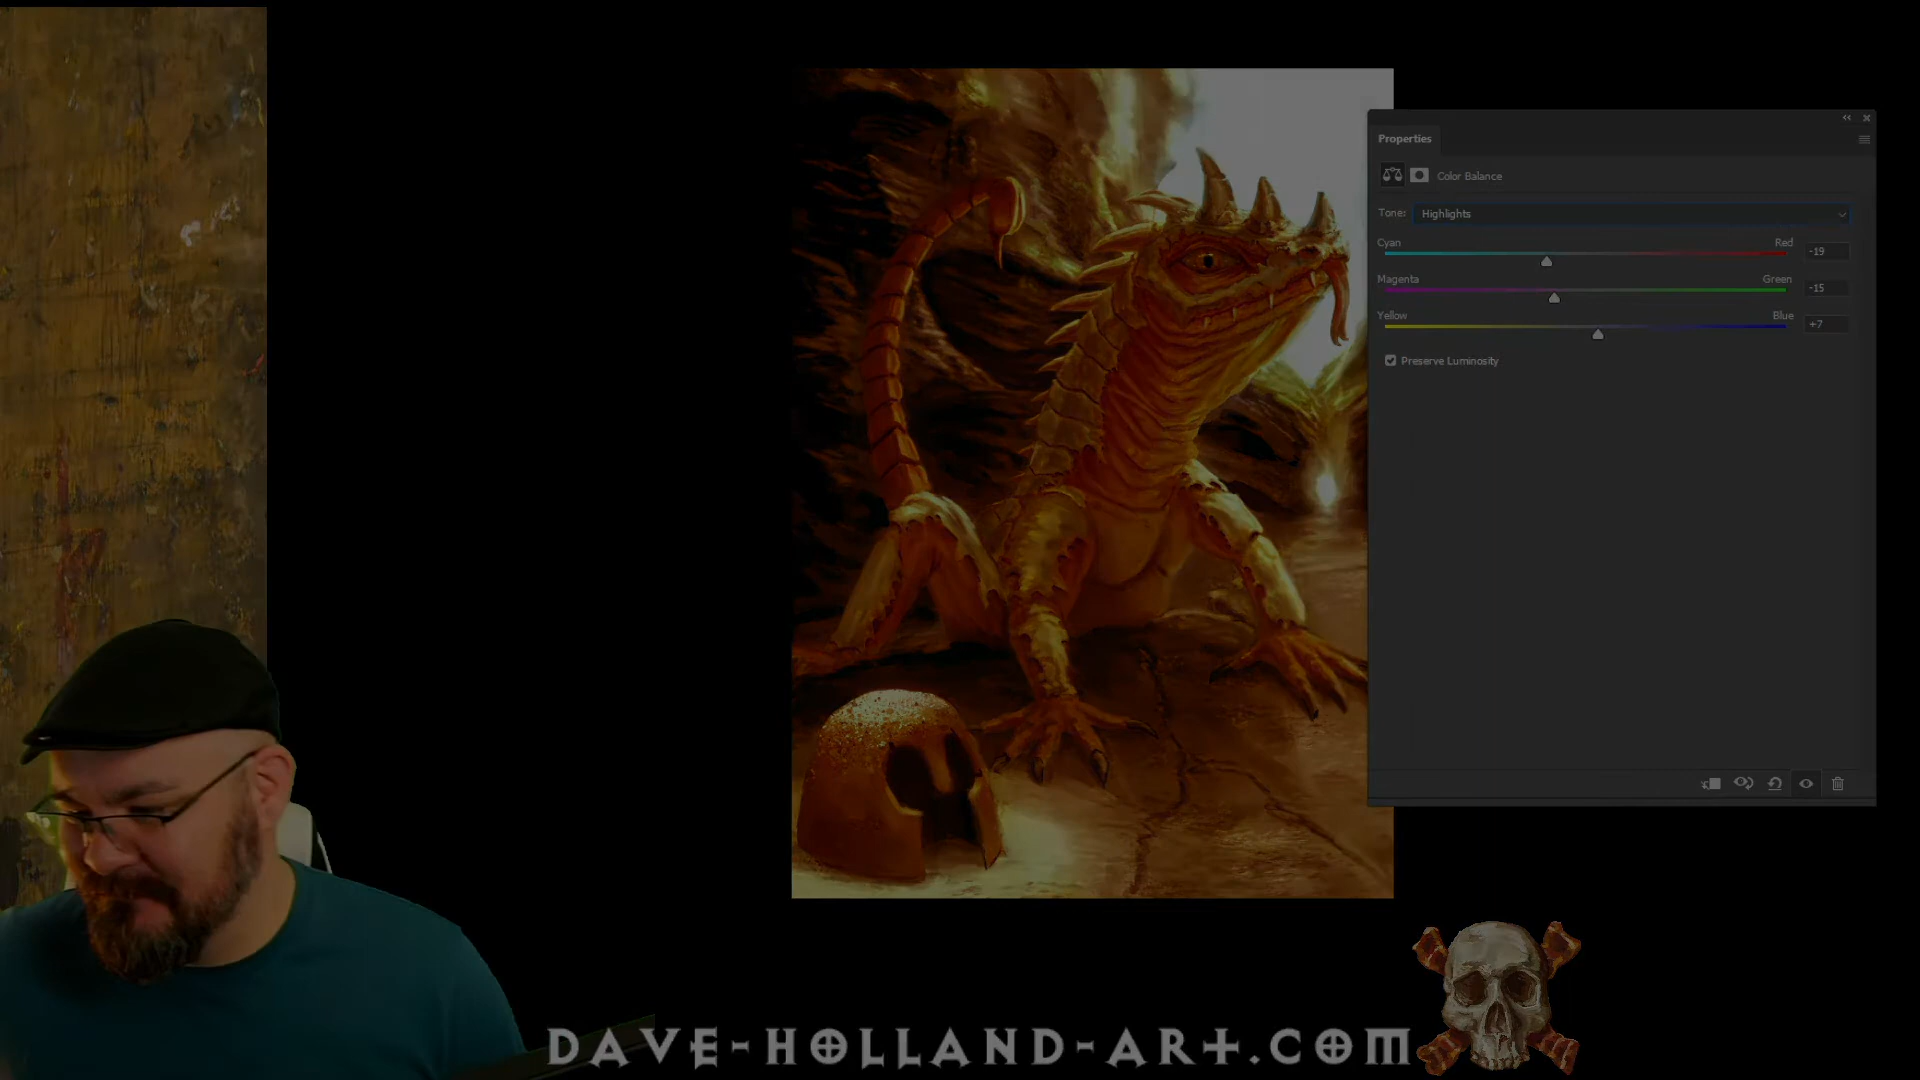 Properties
Color Balance
Tone: Highlights
Cyan Red -19
Magenta Green -15
Yellow Blue +7
Preserve Luminosity
DAVE-HOLLAND-ART.COM